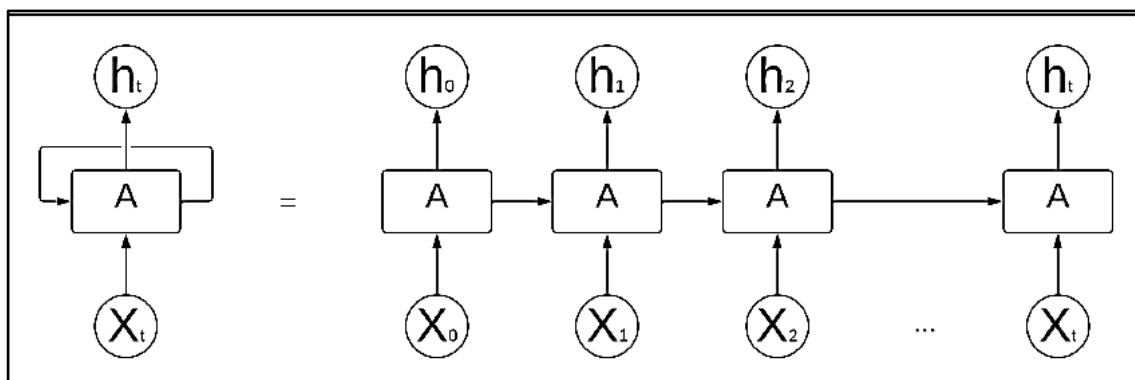 hₜ h₀ h₁ h₂ hₜ
A = A A A A
Xₜ X₀ X₁ X₂ ... Xₜ